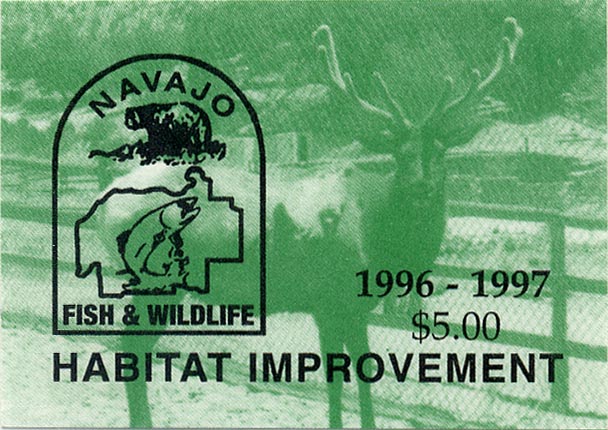 NAVAJO
FISH & WILDLIFE
1996 - 1997
$5.00
HABITAT IMPROVEMENT